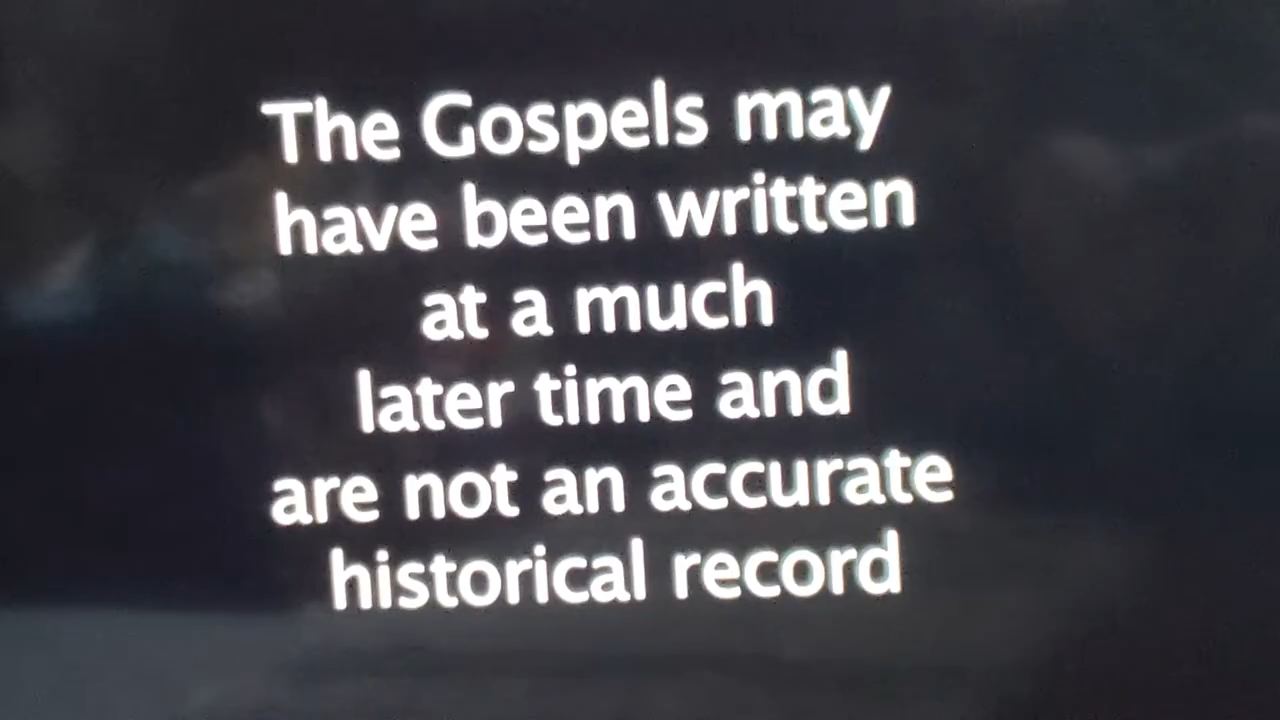 The Gospels may
have been written
at a much
later time and
are not an accurate
historical record